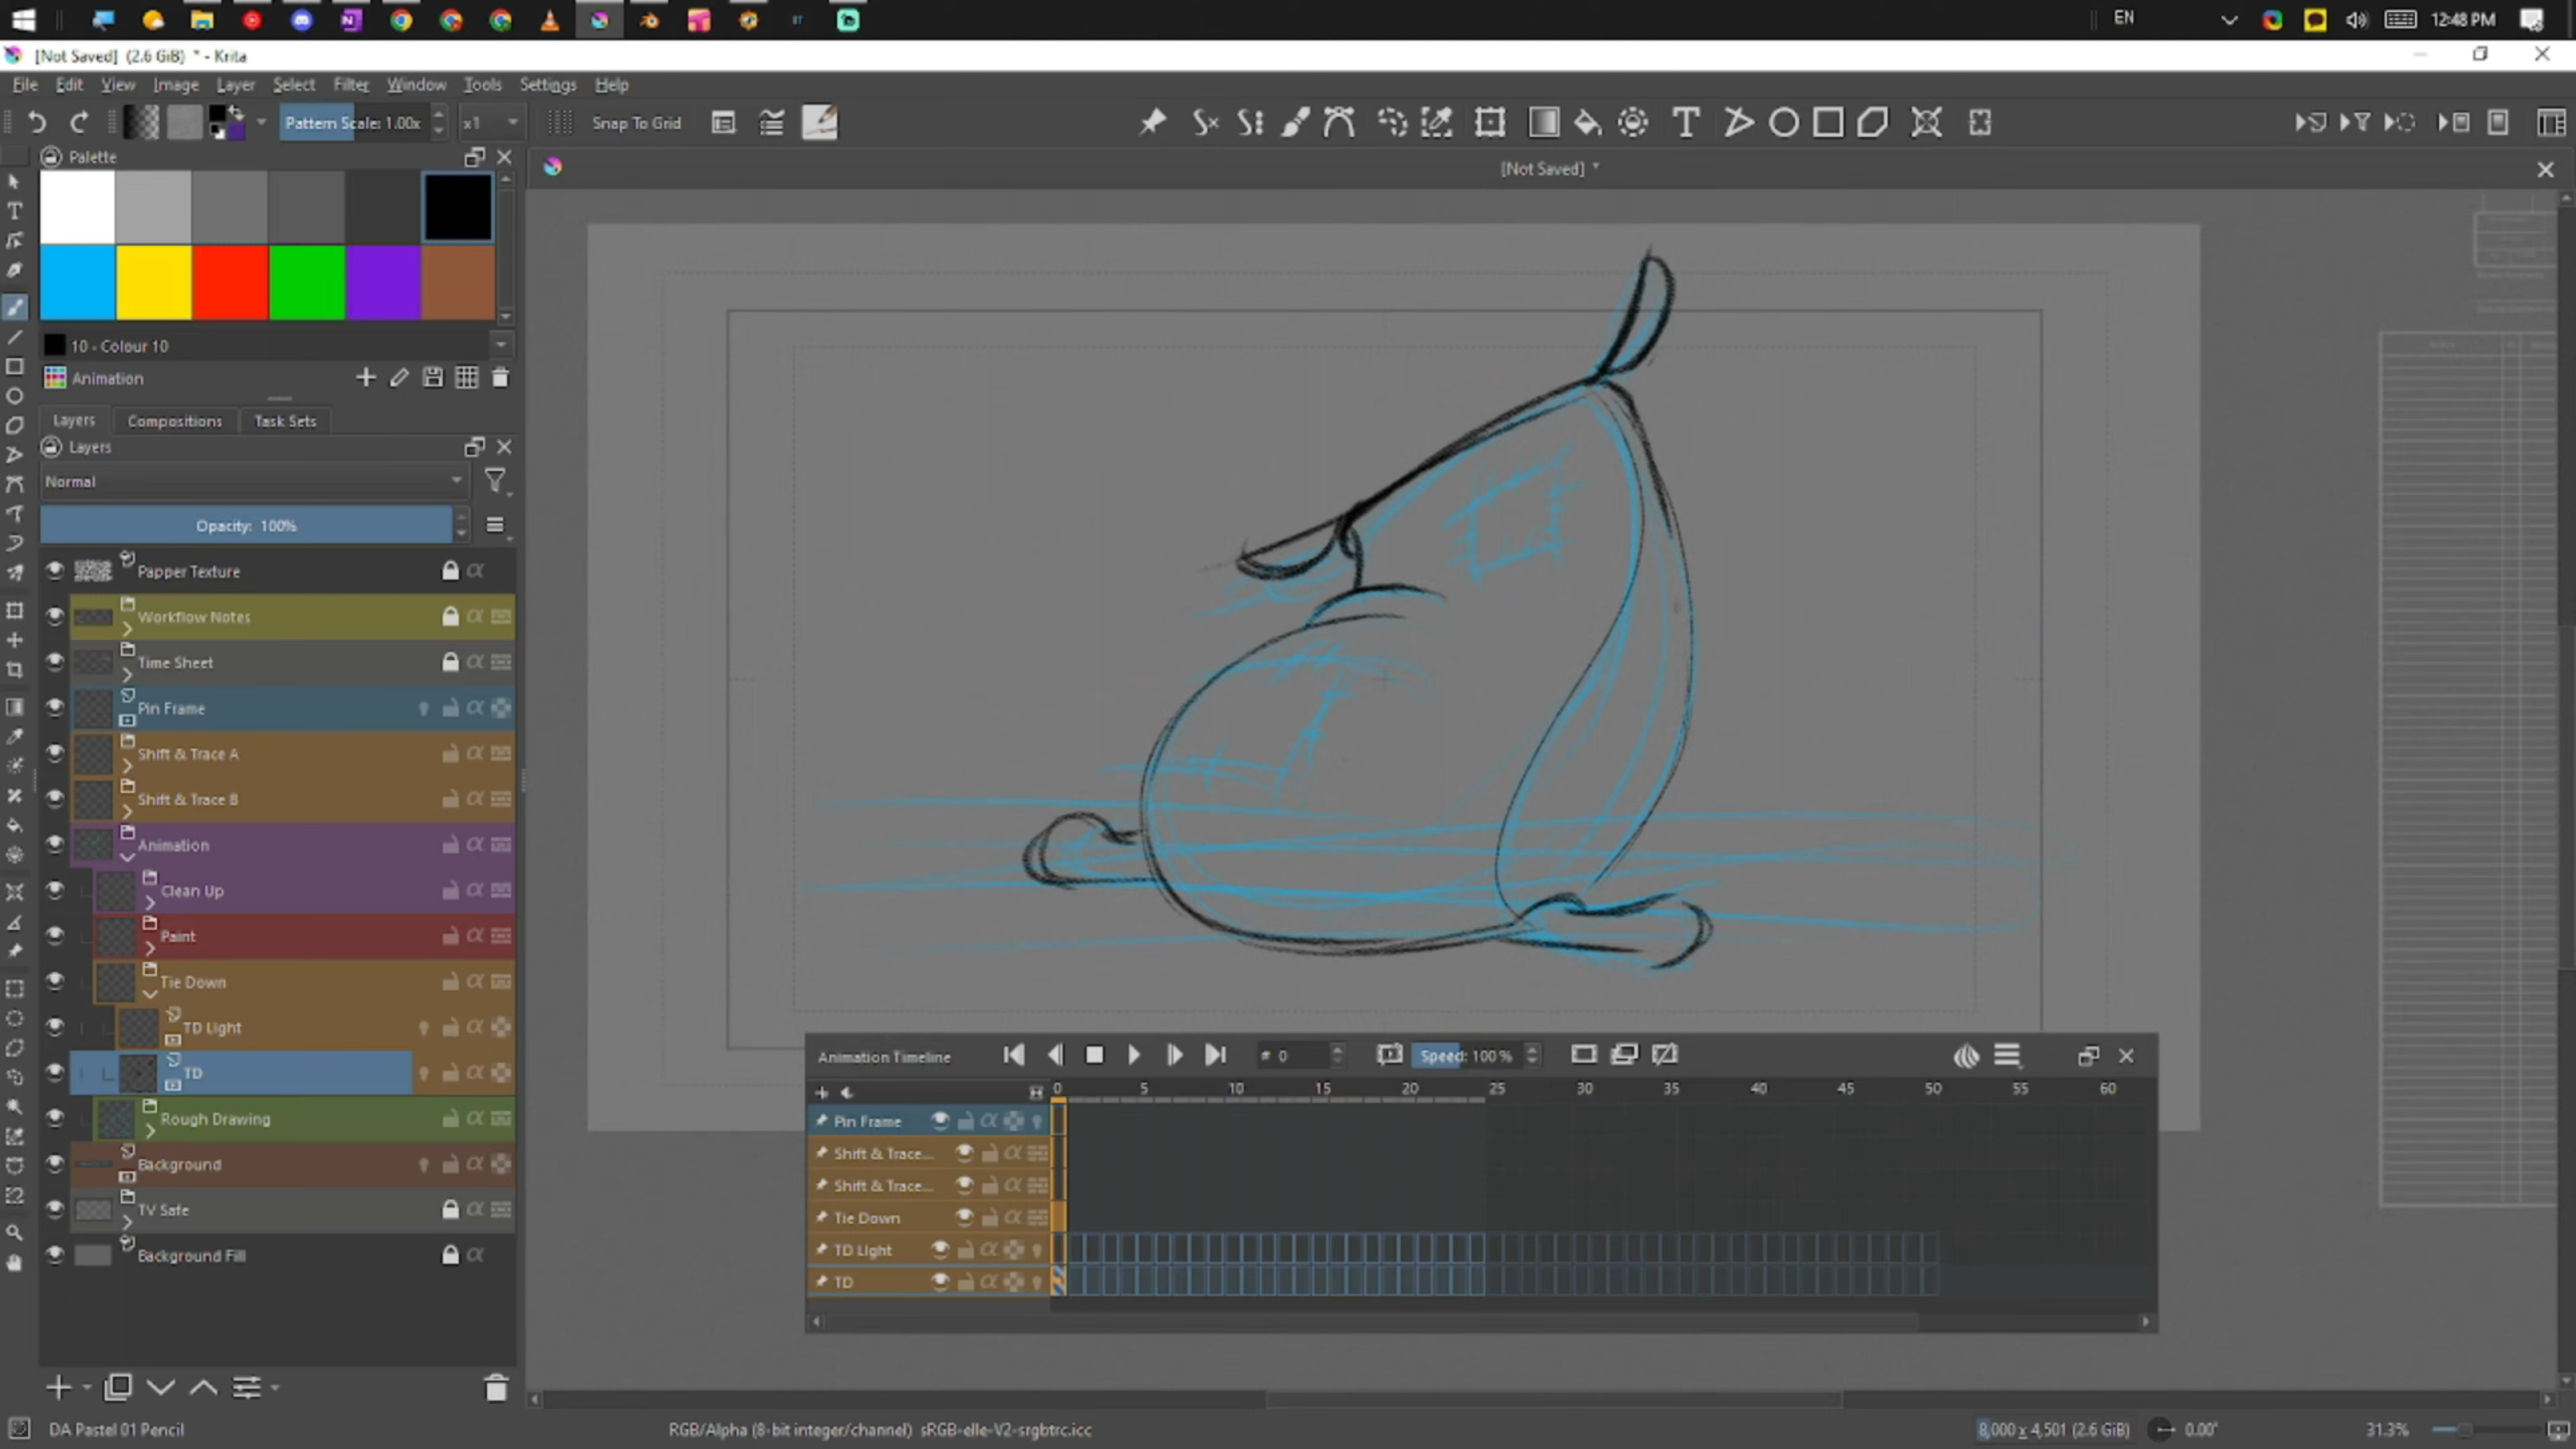 EN
12:48 PM
[Not Saved] (2.6 GiB) * - Krita
File Edit View Image Layer Select Filter Window Tools Settings Help
Pattern Scale: 1.00x
x1
Snap To Grid
Palette
[Not Saved] *
10 - Colour 10
Animation
Layers Compositions Task Sets
Layers
Normal
Opacity: 100%
Papper Texture
Workflow Notes
Time Sheet
Pin Frame
Shift & Trace A
Shift & Trace B
Animation
Clean Up
Paint
Tie Down
TD Light
TD
Rough Drawing
Background
TV Safe
Background Fill
Animation Timeline
# 0
Speed: 100 %
0 5 10 15 20 25 30 35 40 45 50 55 60
Pin Frame
Shift & Trace...
Shift & Trace...
Tie Down
TD Light
TD
DA Pastel 01 Pencil
RGB/Alpha (8-bit integer/channel) sRGB-elle-V2-srgbtrc.icc
8,000 x 4,501 (2.6 GiB)
0.00°
31.3%